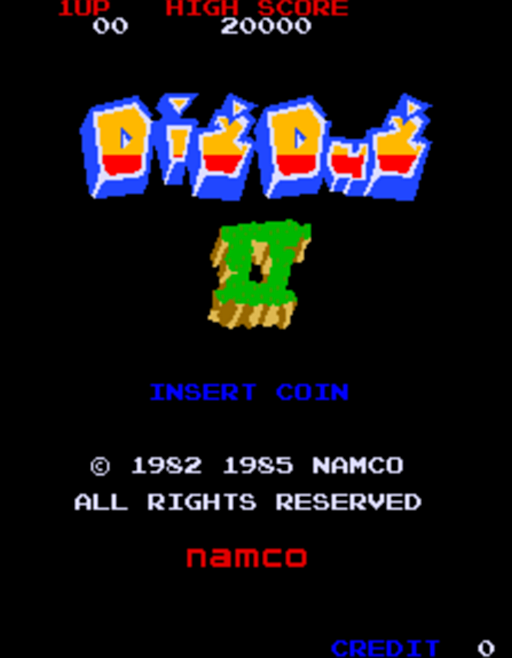 1UP HIGH SCORE
00 20000
DiG DuG
II
INSERT COIN
© 1982 1985 NAMCO
ALL RIGHTS RESERVED
namco
CREDIT 0